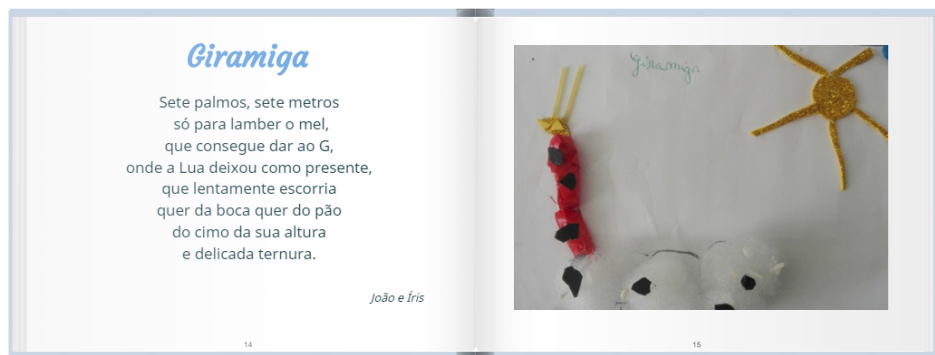 Giramiga
Sete palmos, sete metros
só para lamber o mel,
que consegue dar ao G,
onde a Lua deixou como presente,
que lentamente escorria
quer da boca quer do pão
do cimo da sua altura
e delicada ternura.
João e Íris
14
Giramiga
15